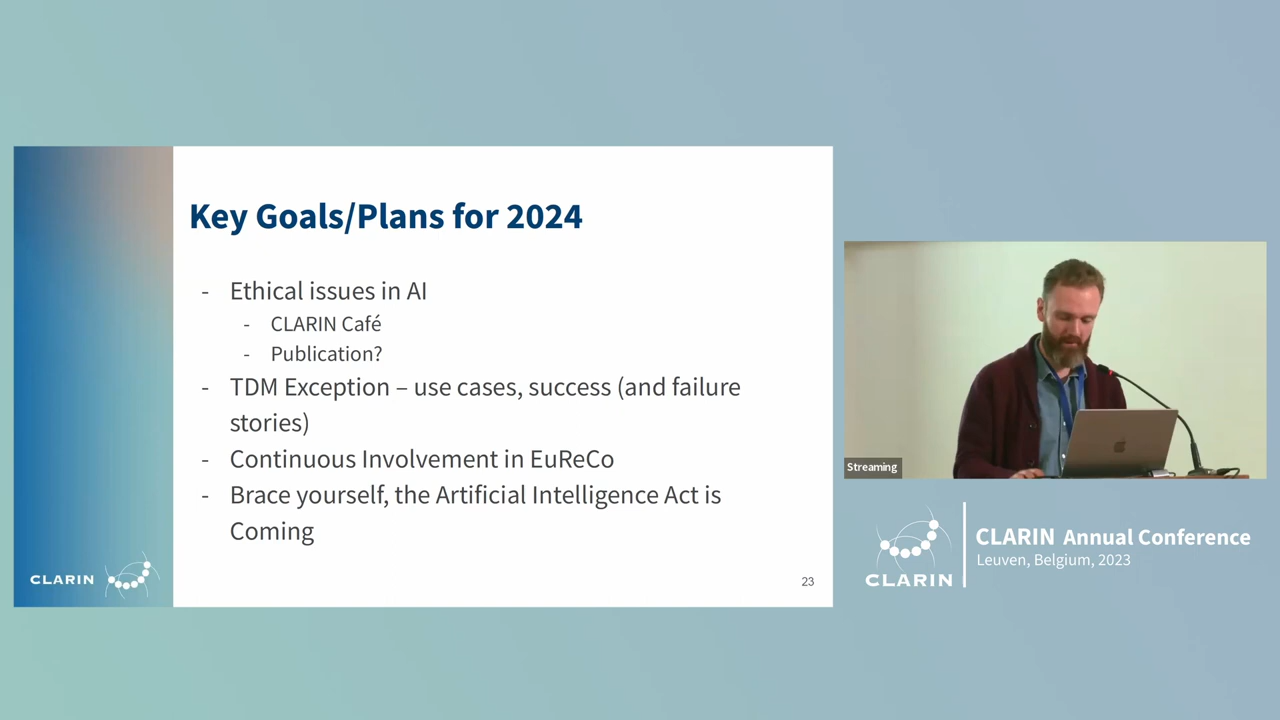 Key Goals/Plans for 2024
- Ethical issues in AI
- CLARIN Café
- Publication?
- TDM Exception – use cases, success (and failure
stories)
- Continuous Involvement in EuReCo
- Brace yourself, the Artificial Intelligence Act is
Coming
CLARIN
23
Streaming
CLARIN
CLARIN Annual Conference
Leuven, Belgium, 2023